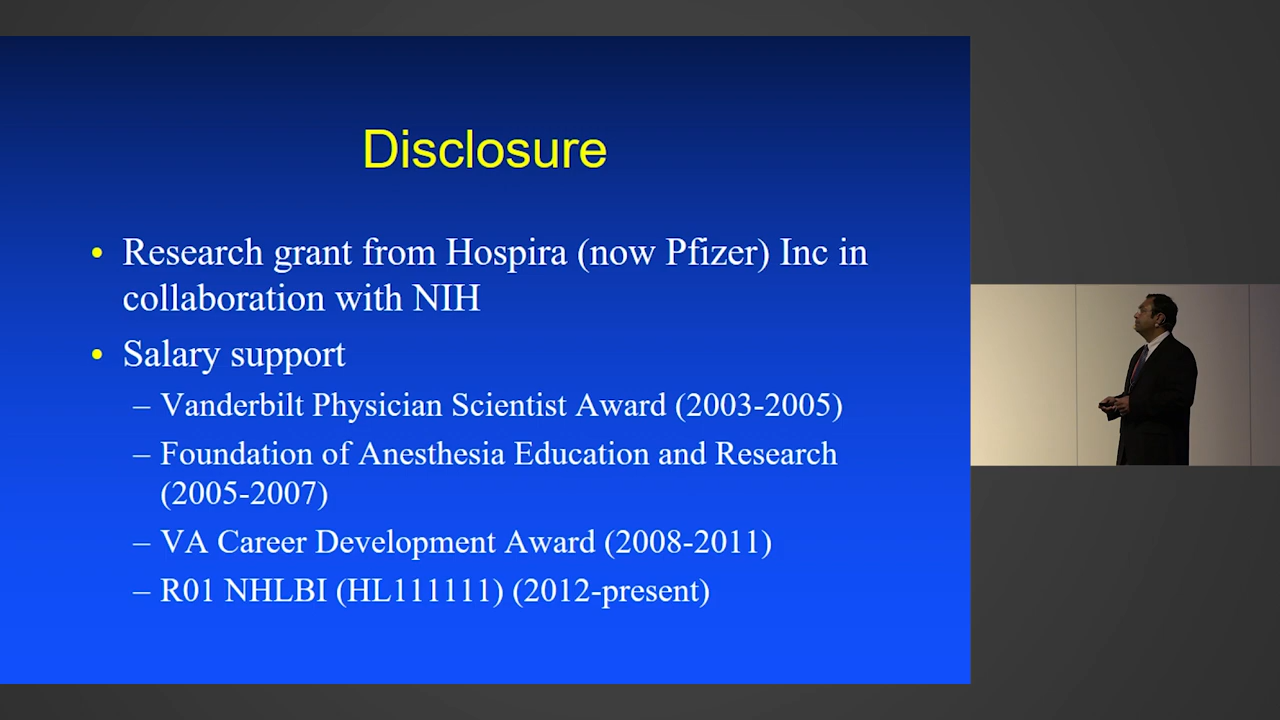 Disclosure
• Research grant from Hospira (now Pfizer) Inc in
collaboration with NIH
• Salary support
– Vanderbilt Physician Scientist Award (2003-2005)
– Foundation of Anesthesia Education and Research
(2005-2007)
– VA Career Development Award (2008-2011)
– R01 NHLBI (HL111111) (2012-present)